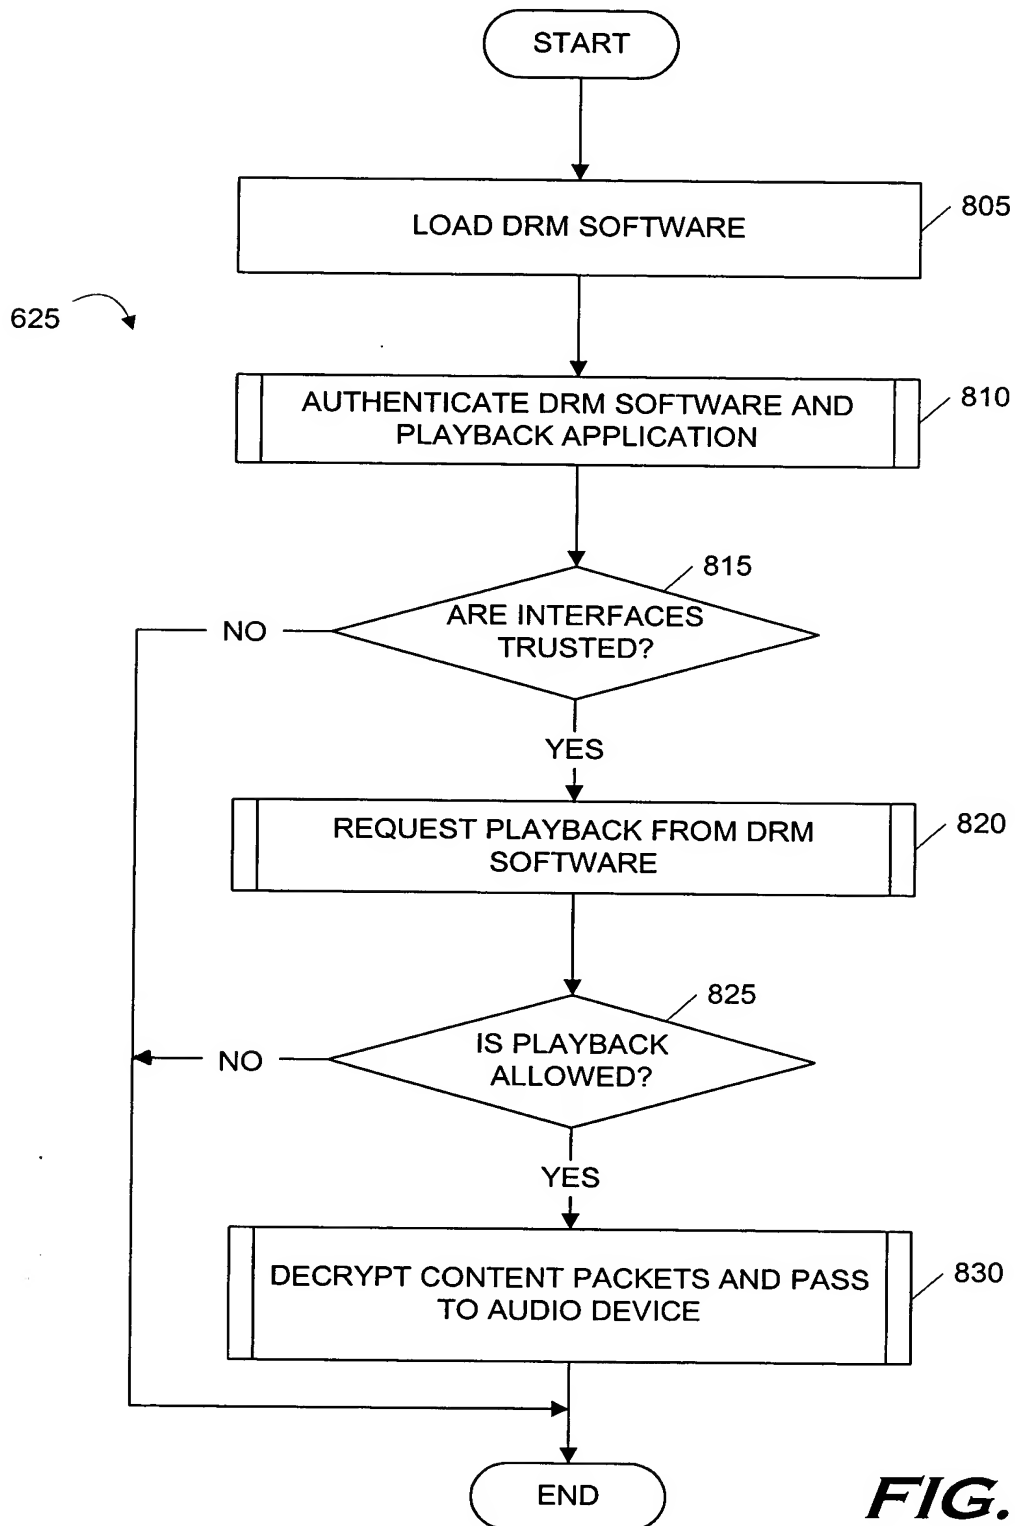 START
LOAD DRM SOFTWARE
805
625
AUTHENTICATE DRM SOFTWARE AND
PLAYBACK APPLICATION
810
815
ARE INTERFACES
TRUSTED?
NO
YES
REQUEST PLAYBACK FROM DRM
SOFTWARE
820
825
IS PLAYBACK
ALLOWED?
NO
YES
DECRYPT CONTENT PACKETS AND PASS
TO AUDIO DEVICE
830
END
FIG.